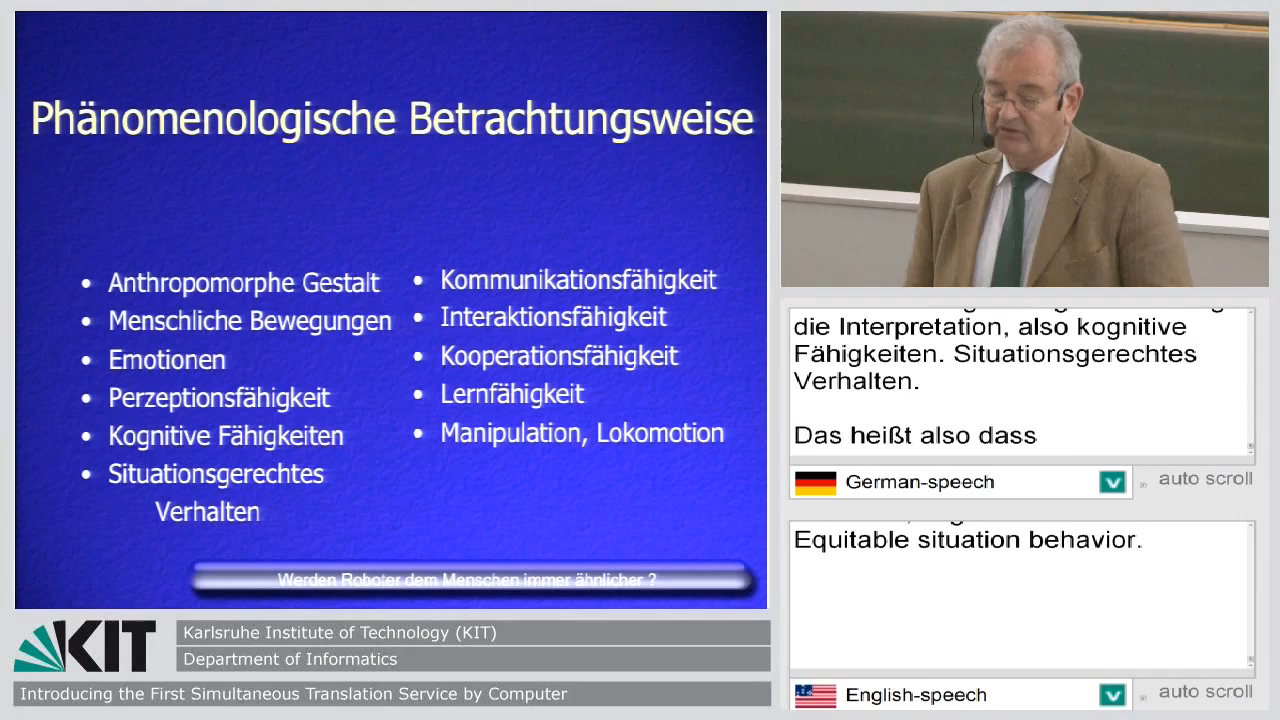 Phänomenologische Betrachtungsweise
• Anthropomorphe Gestalt
• Menschliche Bewegungen
• Emotionen
• Perzeptionsfähigkeit
• Kognitive Fähigkeiten
• Situationsgerechtes
Verhalten
• Kommunikationsfähigkeit
• Interaktionsfähigkeit
• Kooperationsfähigkeit
• Lernfähigkeit
• Manipulation, Lokomotion
Werden Roboter dem Menschen immer ähnlicher ?
die Interpretation, also kognitive
Fähigkeiten. Situationsgerechtes
Verhalten.
Das heißt also dass
German-speech
auto scroll
Equitable situation behavior.
English-speech
auto scroll
KIT
Karlsruhe Institute of Technology (KIT)
Department of Informatics
Introducing the First Simultaneous Translation Service by Computer